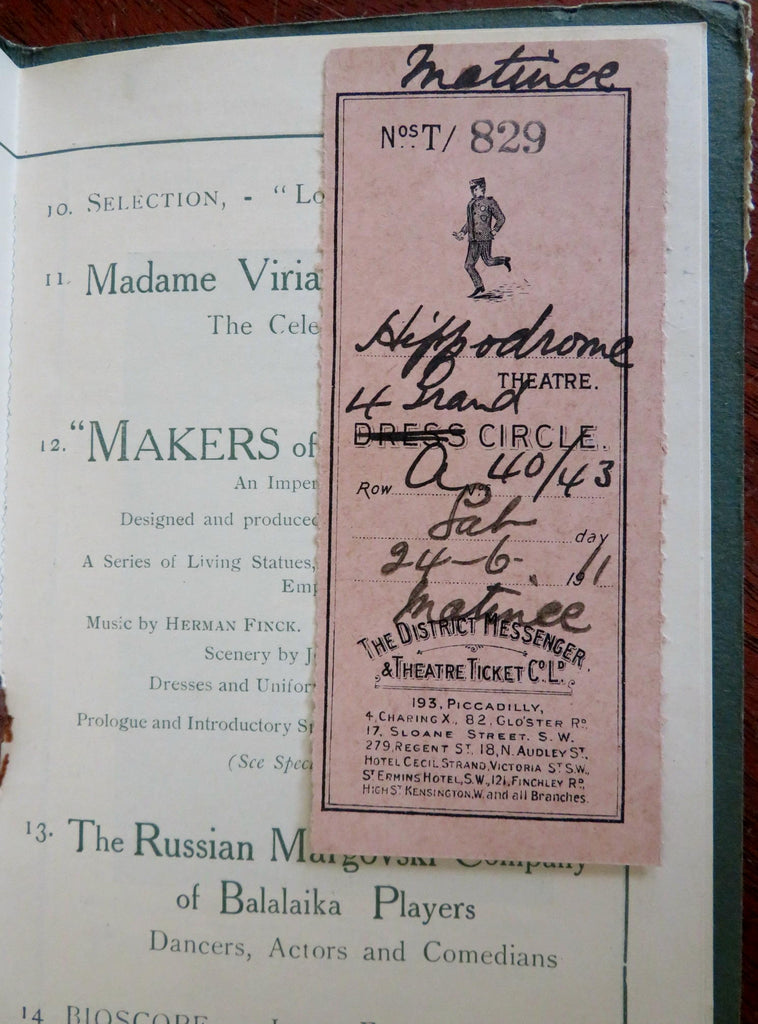 10. SELECTION, - " Lo
11. Madame Viria
The Cele
12. "MAKERS of
An Imper
Designed and produced
A Series of Living Statues,
Emp
Music by HERMAN FINCK.
Scenery by J
Dresses and Unifor
Prologue and Introductory Sp
(See Spec
13. The Russian Margovski Company
of Balalaika Players
Dancers, Actors and Comedians
14 BIOSCOPE
Matinee
Nos. T/ 829
Hippodrome
THEATRE.
4 Grand
DRESS CIRCLE.
Row A Nos 40/43
Sat day
24-6- 1911
Matinee
THE DISTRICT MESSENGER
& THEATRE TICKET Co. LD.
193, PICCADILLY,
4, CHARING X., 82, GLO'STER RD.
17, SLOANE STREET. S. W.
279, REGENT ST. 18, N. AUDLEY ST.,
HOTEL CECIL STRAND, VICTORIA ST S.W.,
ST ERMINS HOTEL, S.W., 121, FINCHLEY RD.,
HIGH ST KENSINGTON, W. and all Branches.